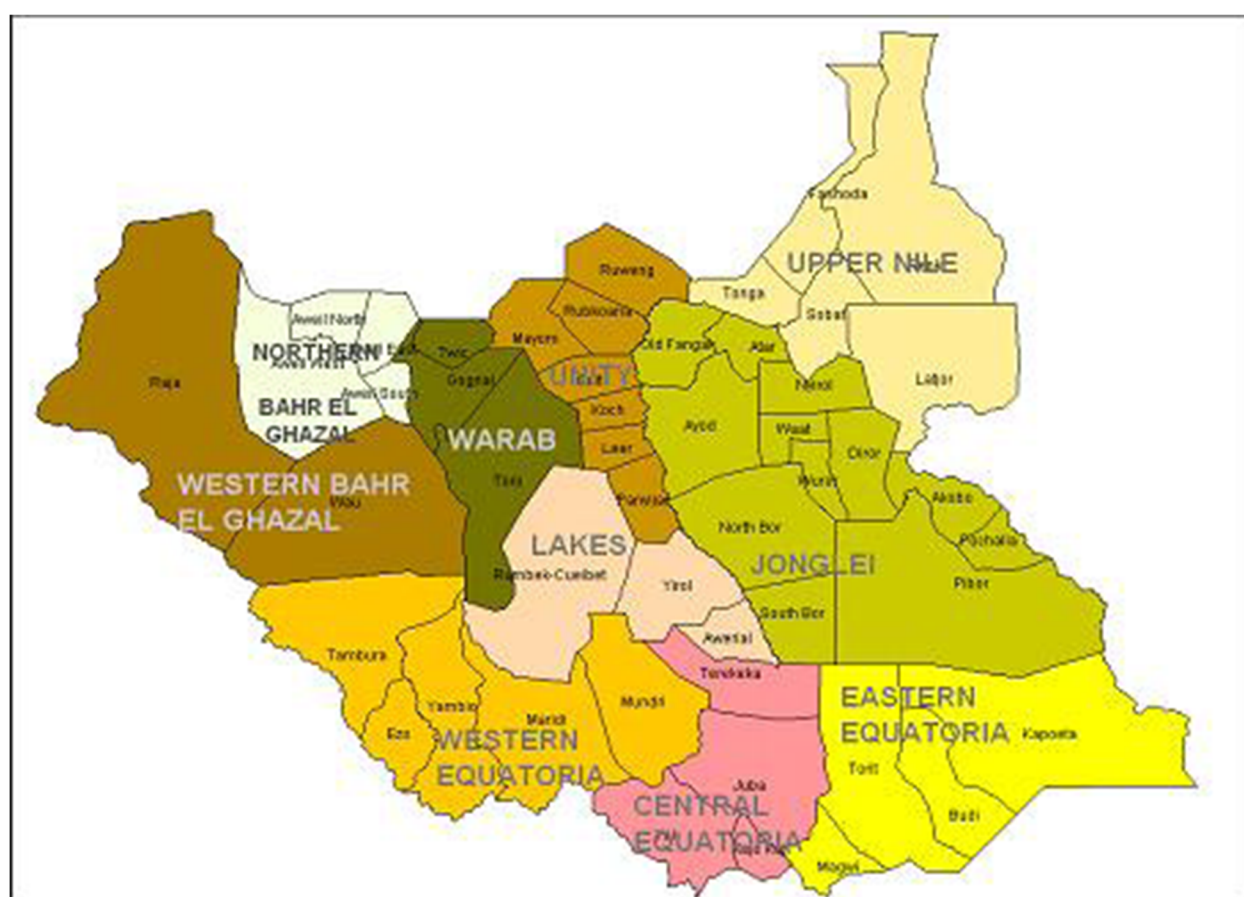 Fashoda
UPPER NILE
Ruweng
Tonga
Sobat
Rubkoana
Mayom
Aweil North
NORTHERN
Old Fangak
Atar
Twic
Gogrial
UNITY
Raja
Latjor
Nyirol
Aweil South
BAHR EL
GHAZAL
Koch
Ayod
Waat
WARAB
Leer
Diror
Tonj
WESTERN BAHR
EL GHAZAL
Wau
Akobo
North Bor
Pochalla
LAKES
JONGLEI
Rumbek-Cueibet
Yirol
Pibor
South Bor
Awerial
Tambura
Terekeka
EASTERN
EQUATORIA
Mundri
Yambio
Maridi
Ezo
WESTERN
EQUATORIA
Kapoeta
Torit
Juba
CENTRAL
EQUATORIA
Budi
Magwi